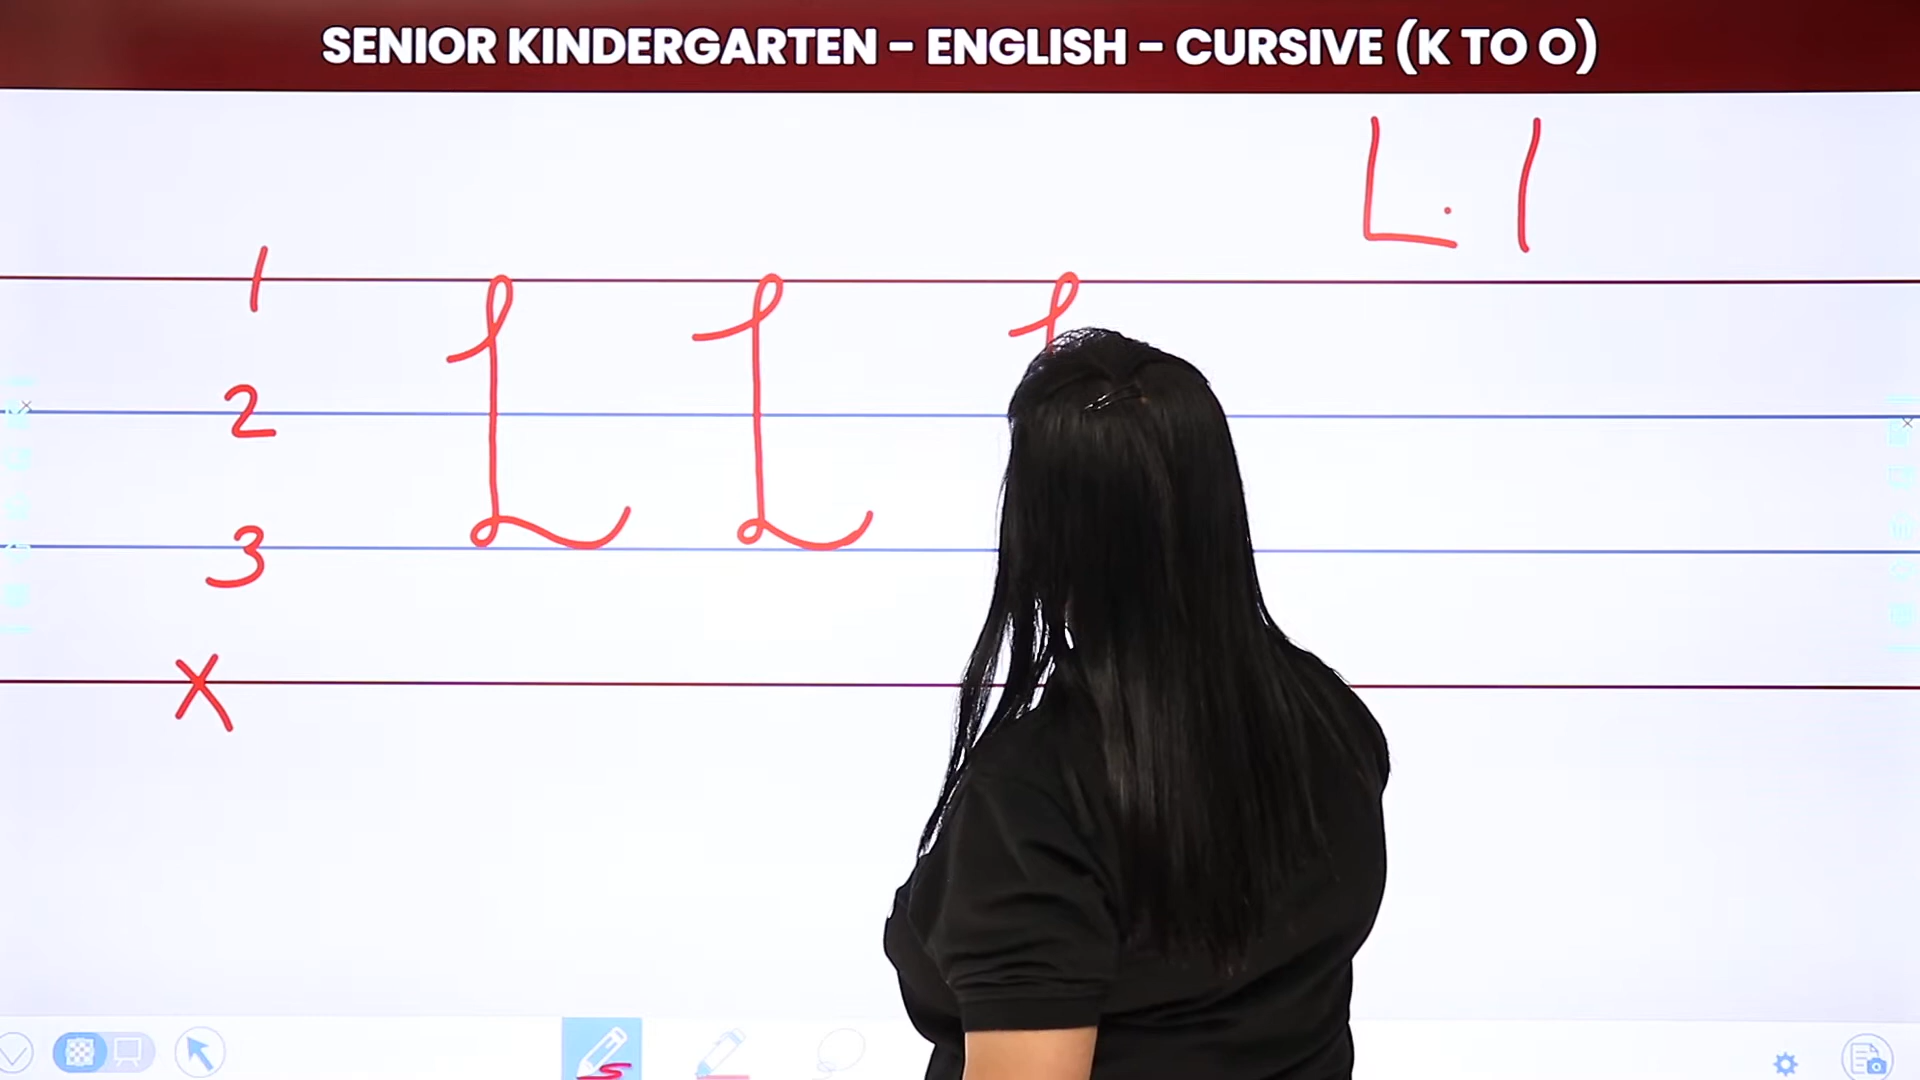 SENIOR KINDERGARTEN – ENGLISH – CURSIVE (K TO O)
L. l
1
L L L
2
3
X